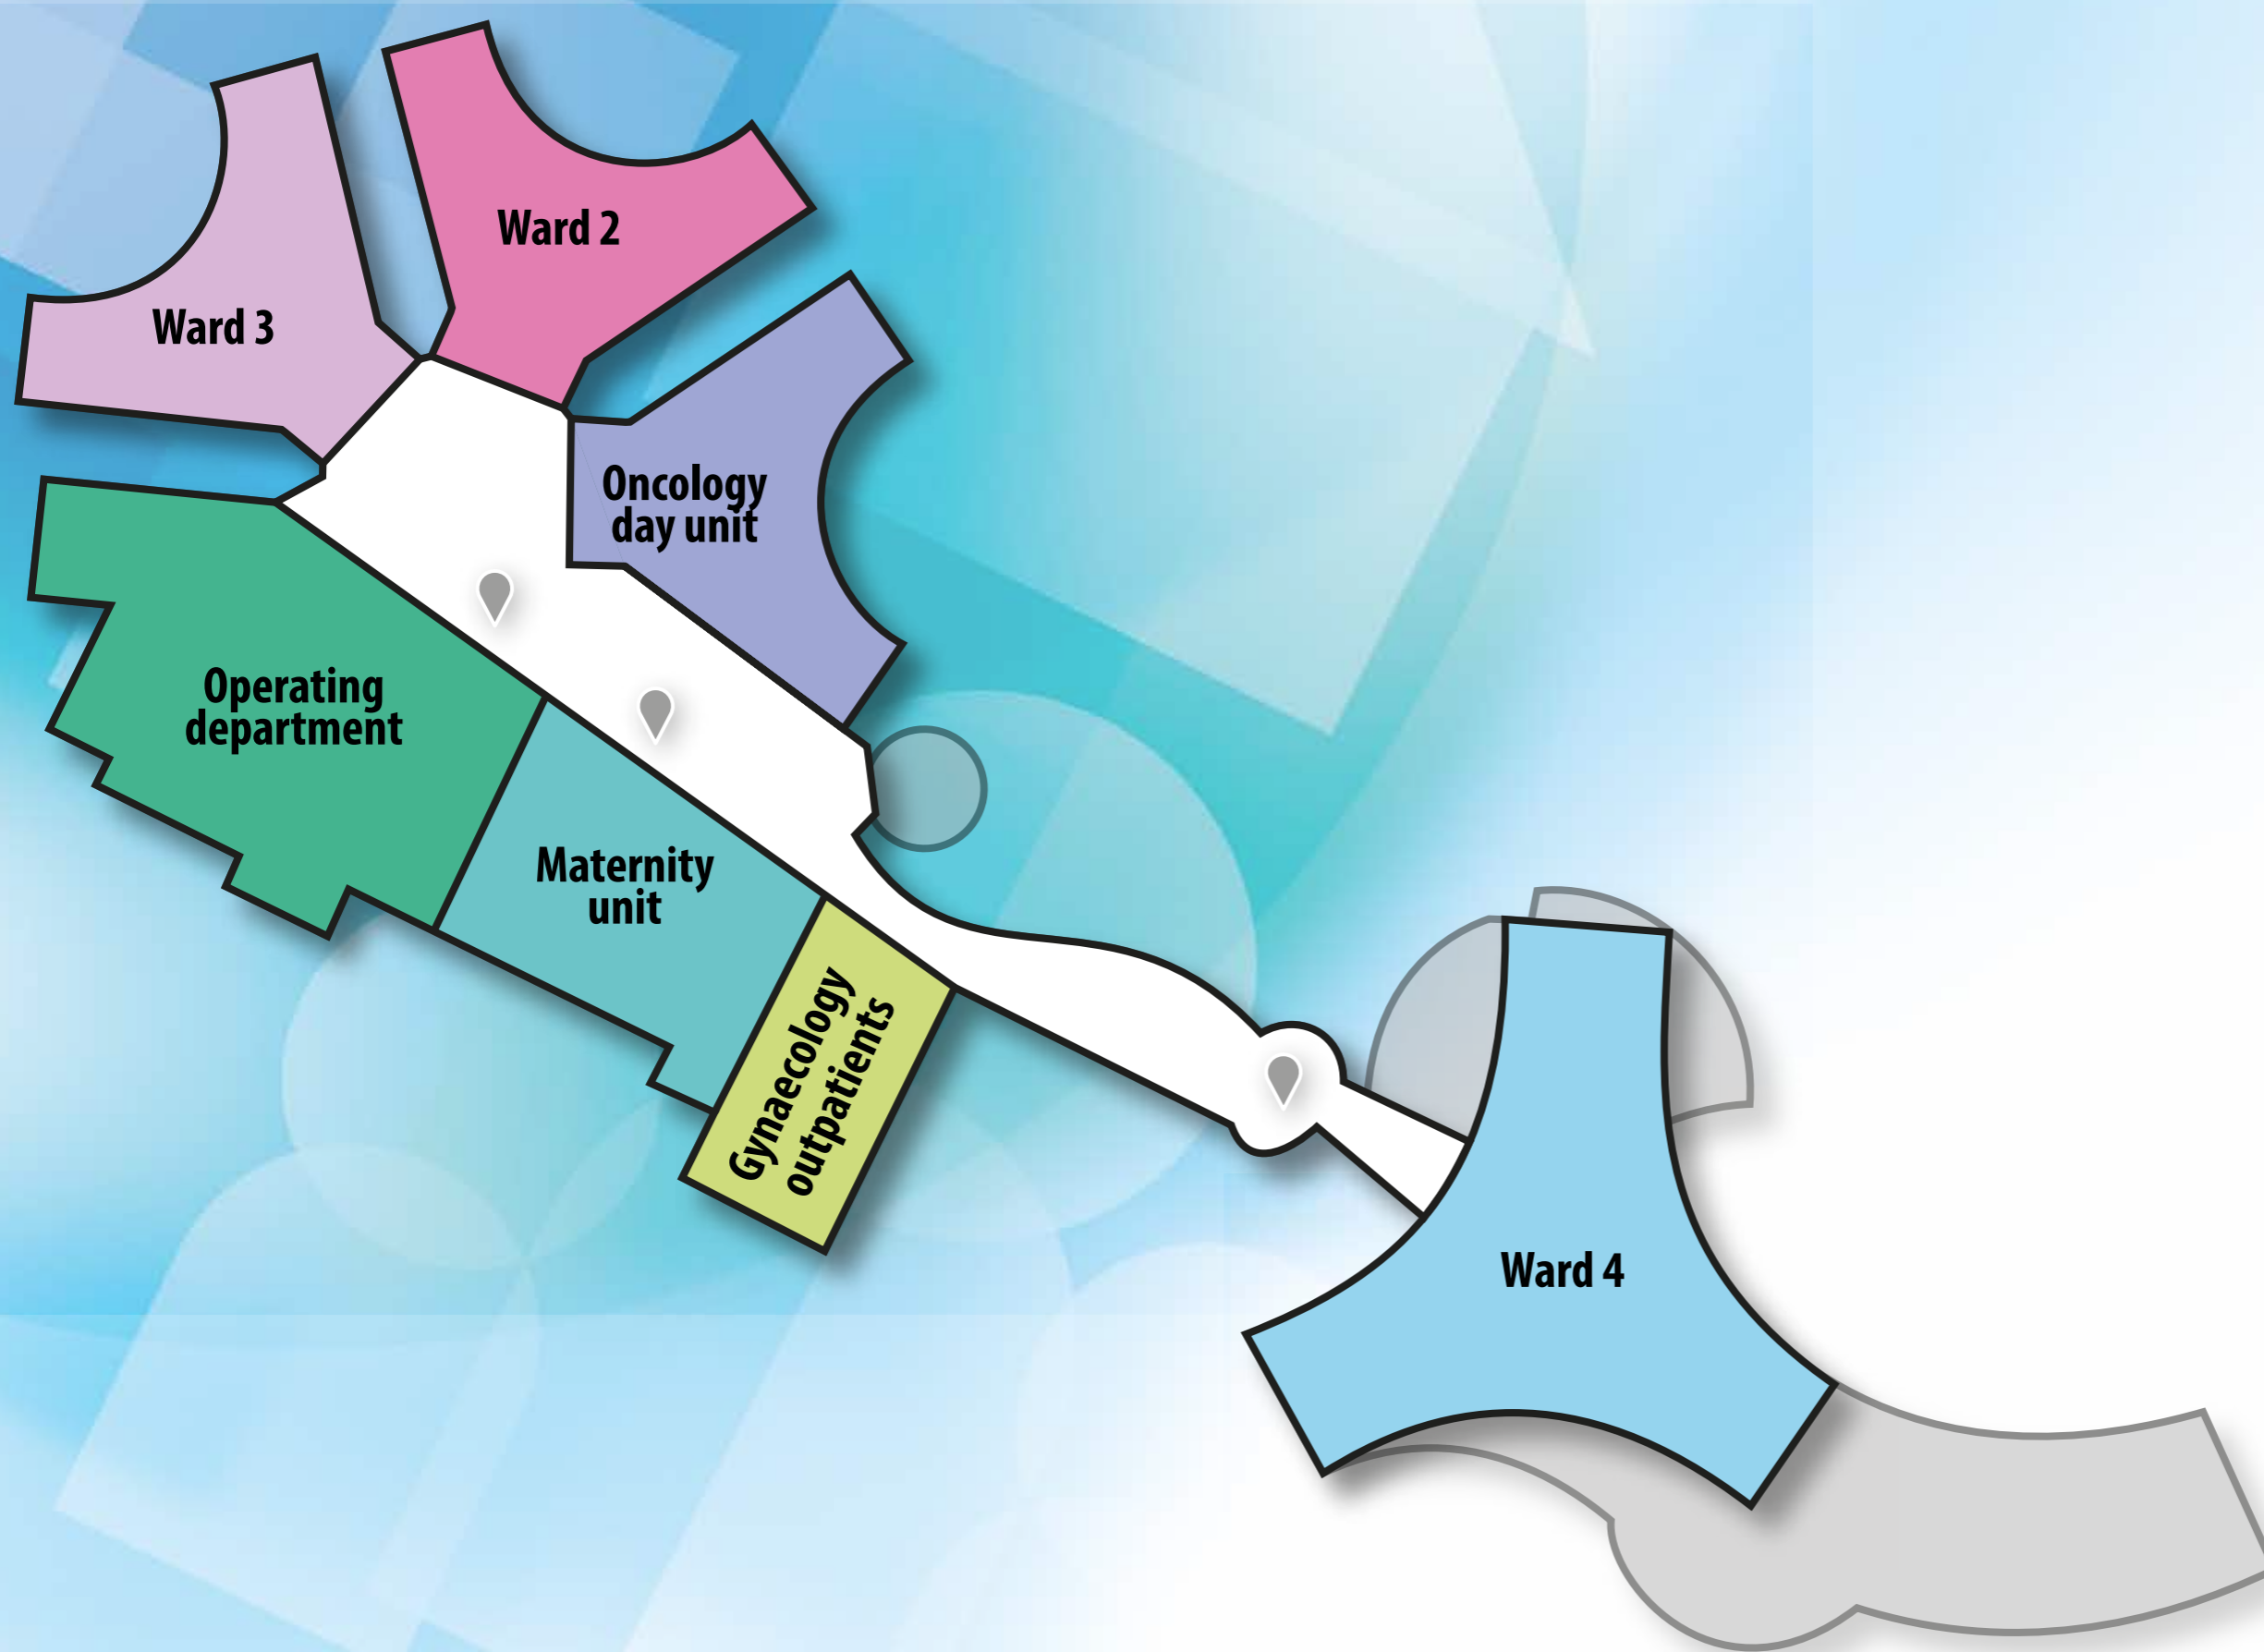 Ward 2
Ward 3
Oncology
day unit
Operating
department
Maternity
unit
Gynaecology
outpatients
Ward 4